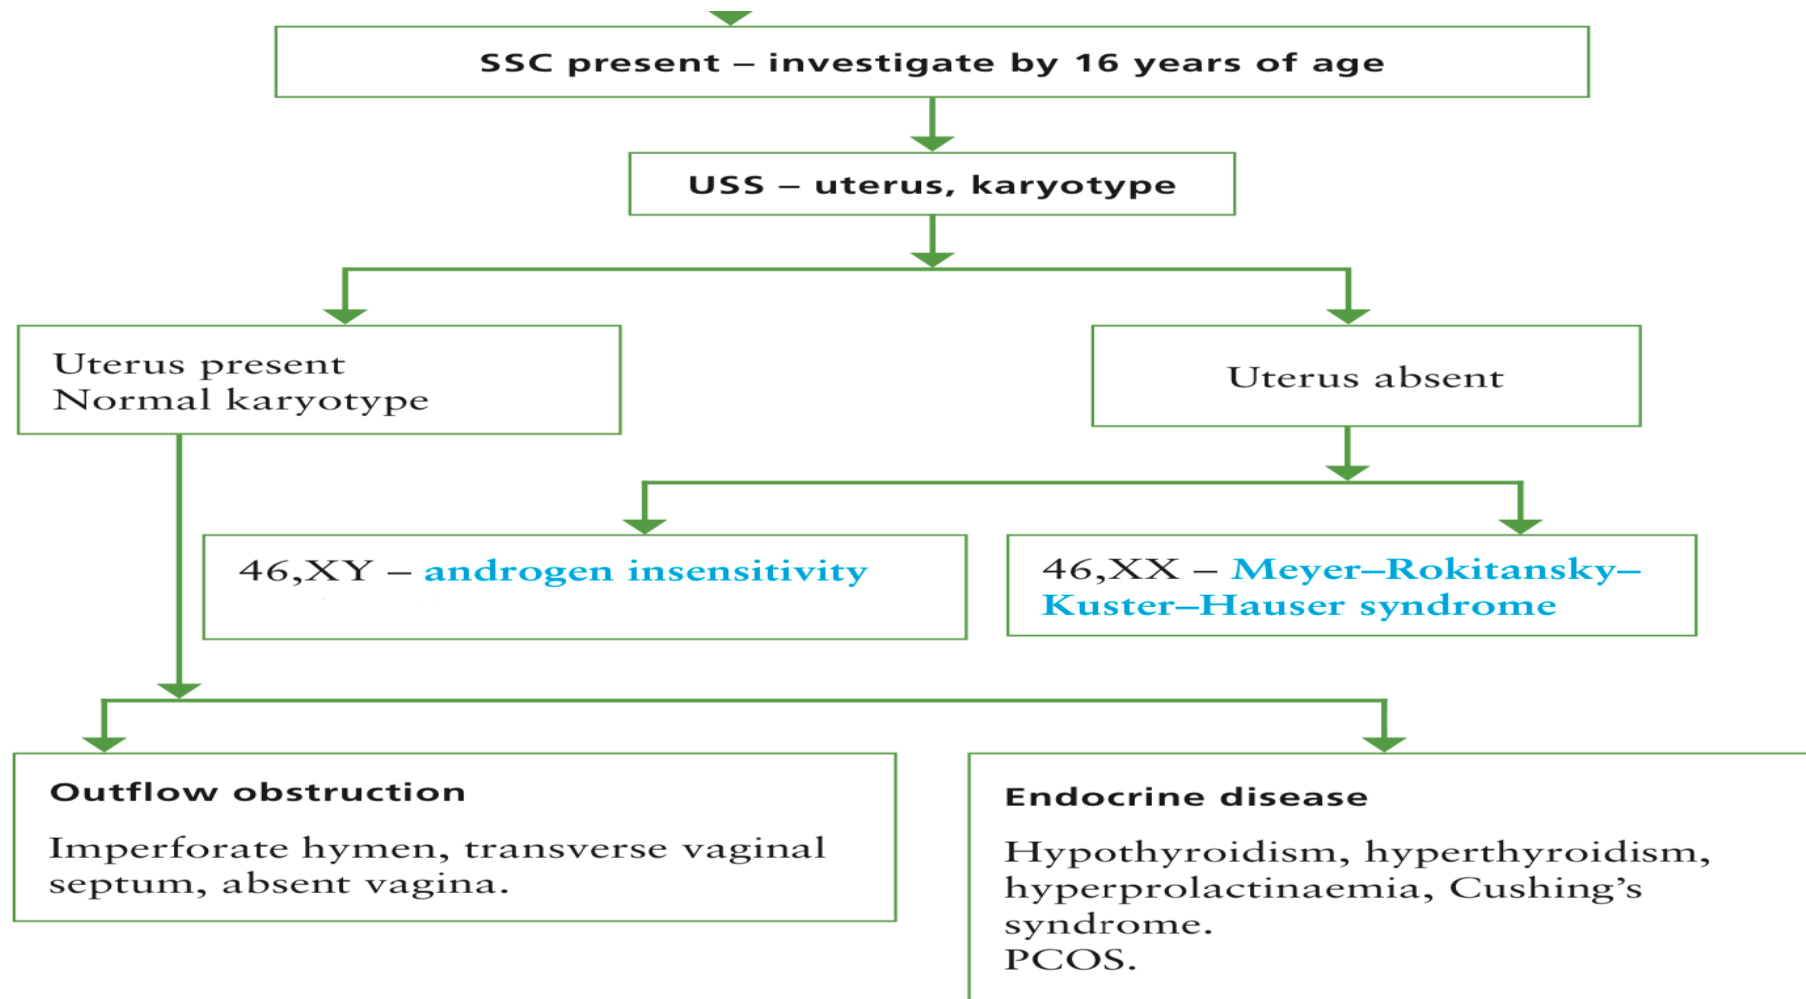 SSC present – investigate by 16 years of age
USS – uterus, karyotype
Uterus present
Normal karyotype
Uterus absent
46,XY – androgen insensitivity
46,XX – Meyer–Rokitansky–
Kuster–Hauser syndrome
Outflow obstruction
Imperforate hymen, transverse vaginal
septum, absent vagina.
Endocrine disease
Hypothyroidism, hyperthyroidism,
hyperprolactinaemia, Cushing’s
syndrome.
PCOS.